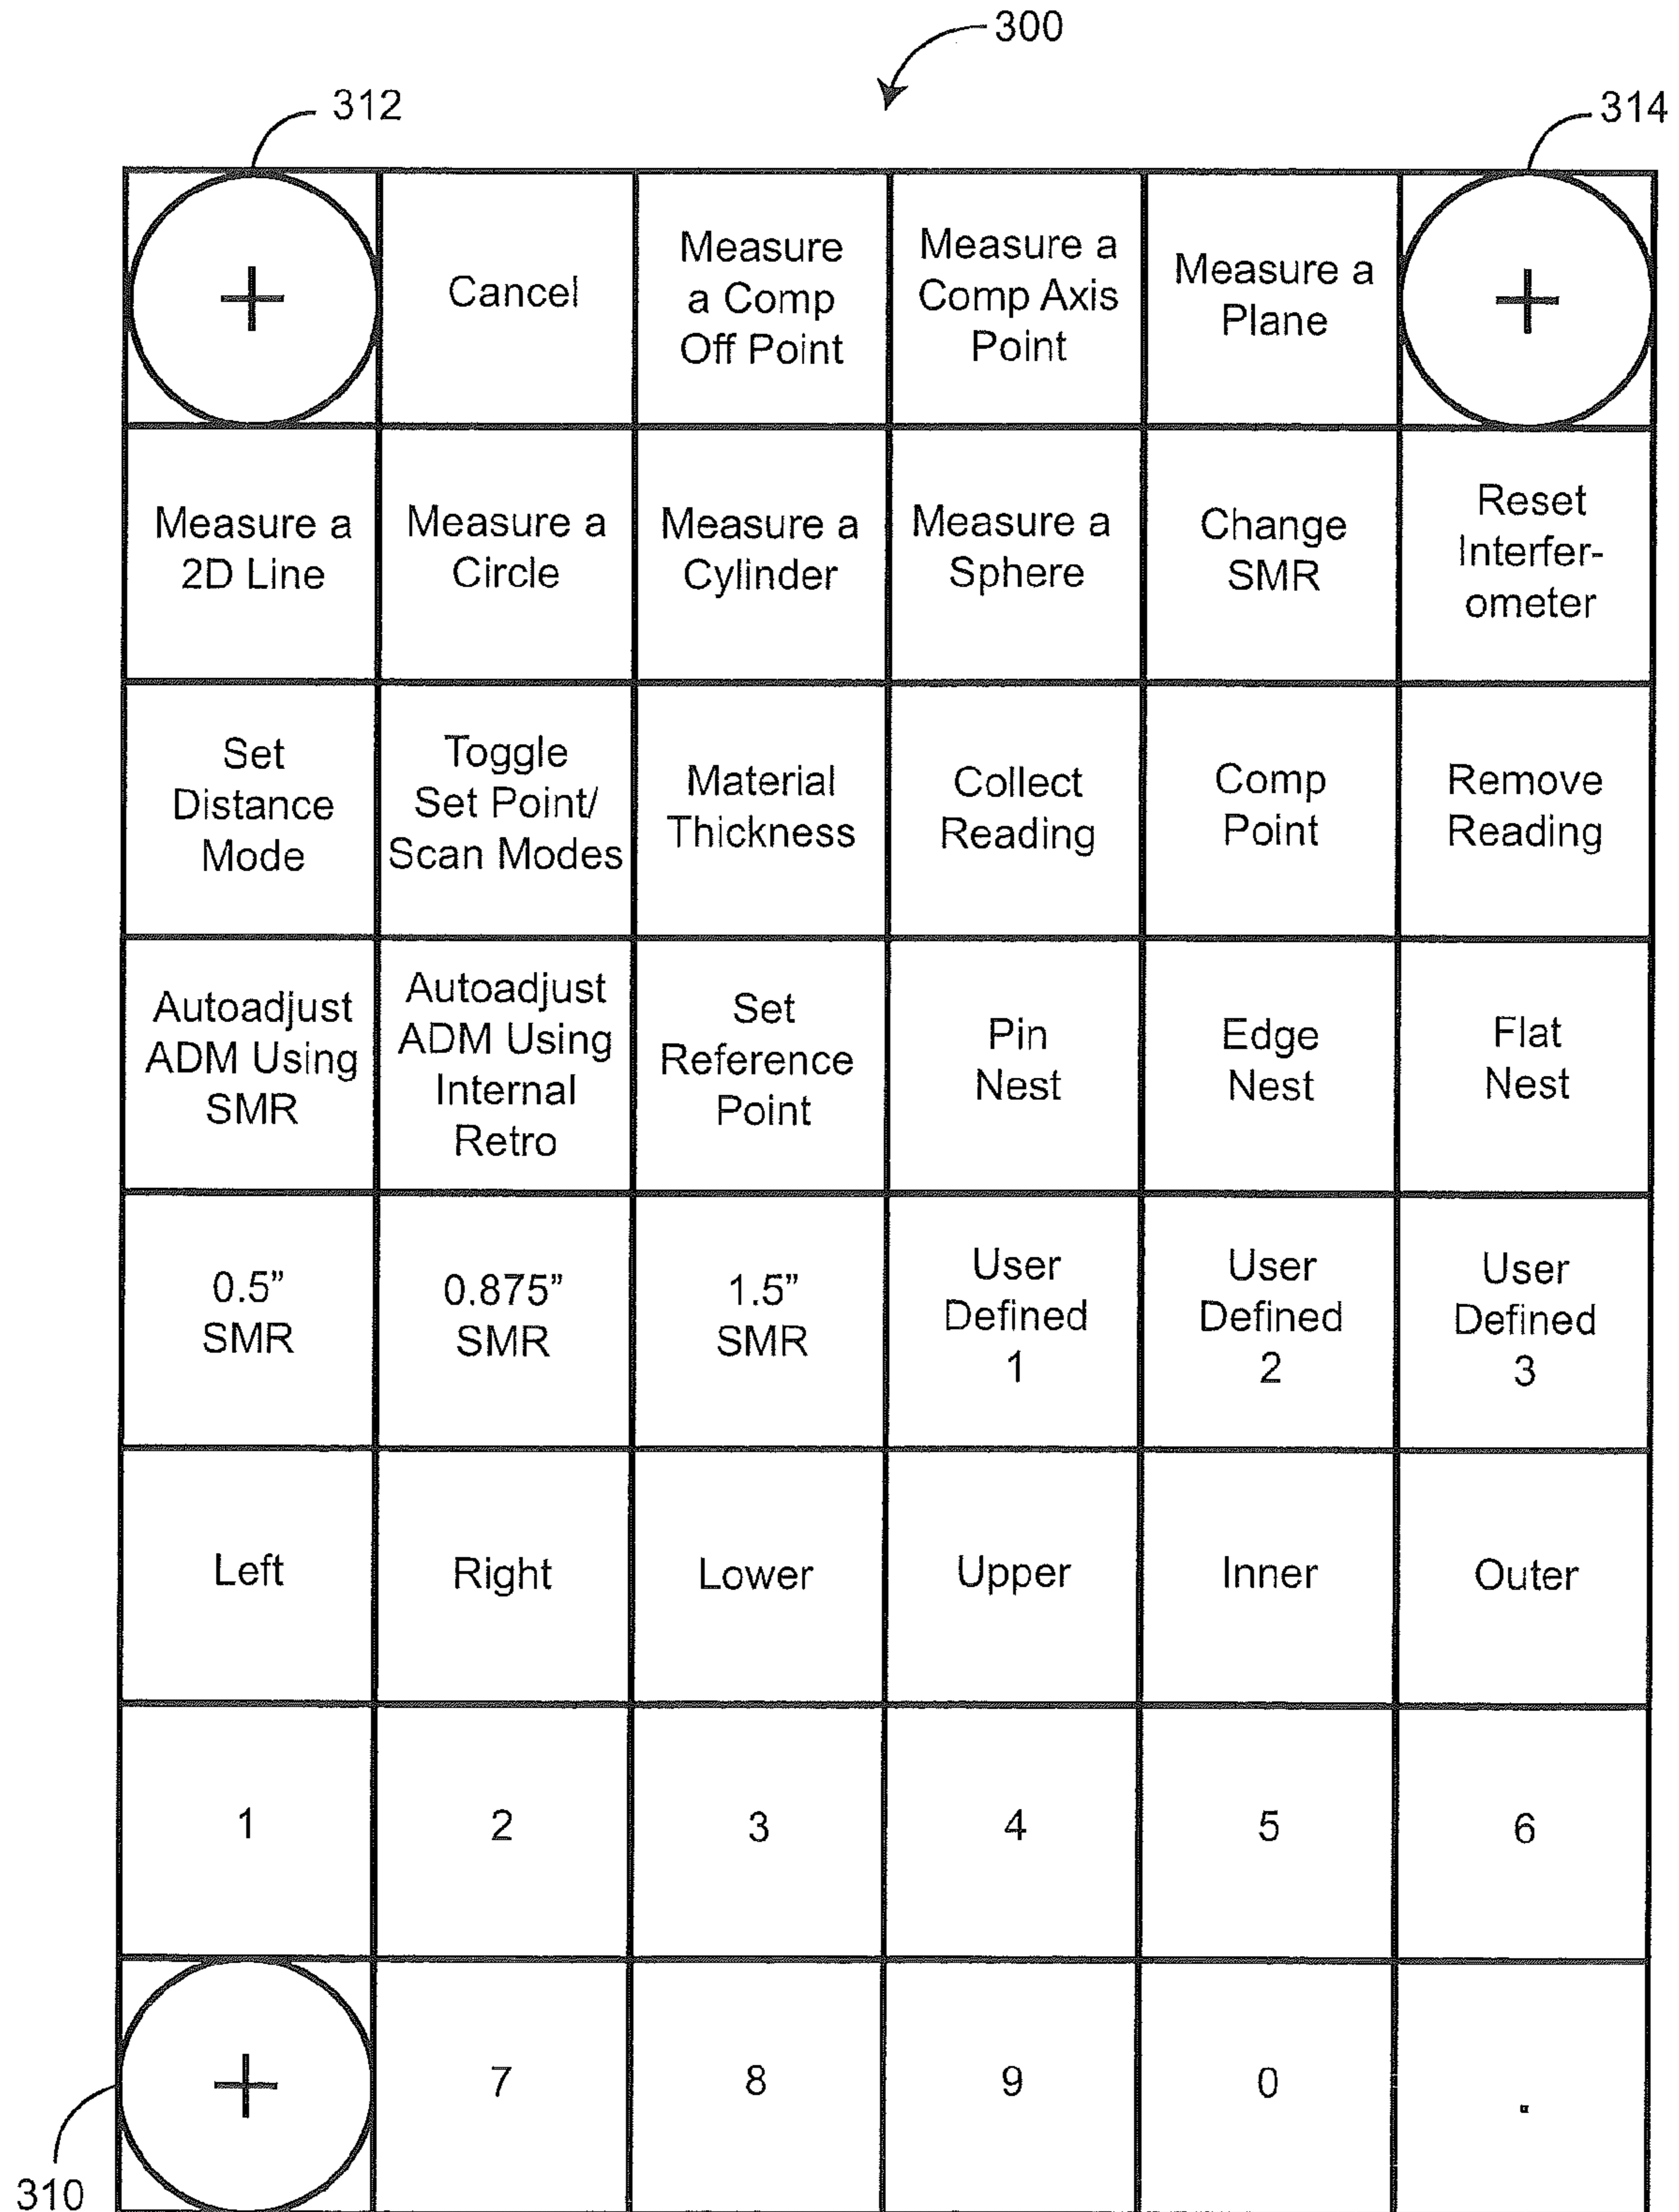 300
312
314
+
Cancel
Measure
a Comp
Off Point
Measure a
Comp Axis
Point
Measure a
Plane
+
Measure a
2D Line
Measure a
Circle
Measure a
Cylinder
Measure a
Sphere
Change
SMR
Reset
Interfer-
ometer
Set
Distance
Mode
Toggle
Set Point/
Scan Modes
Material
Thickness
Collect
Reading
Comp
Point
Remove
Reading
Autoadjust
ADM Using
SMR
Autoadjust
ADM Using
Internal
Retro
Set
Reference
Point
Pin
Nest
Edge
Nest
Flat
Nest
0.5”
SMR
0.875”
SMR
1.5”
SMR
User
Defined
1
User
Defined
2
User
Defined
3
Left
Right
Lower
Upper
Inner
Outer
1
2
3
4
5
6
+
7
8
9
0
.
310